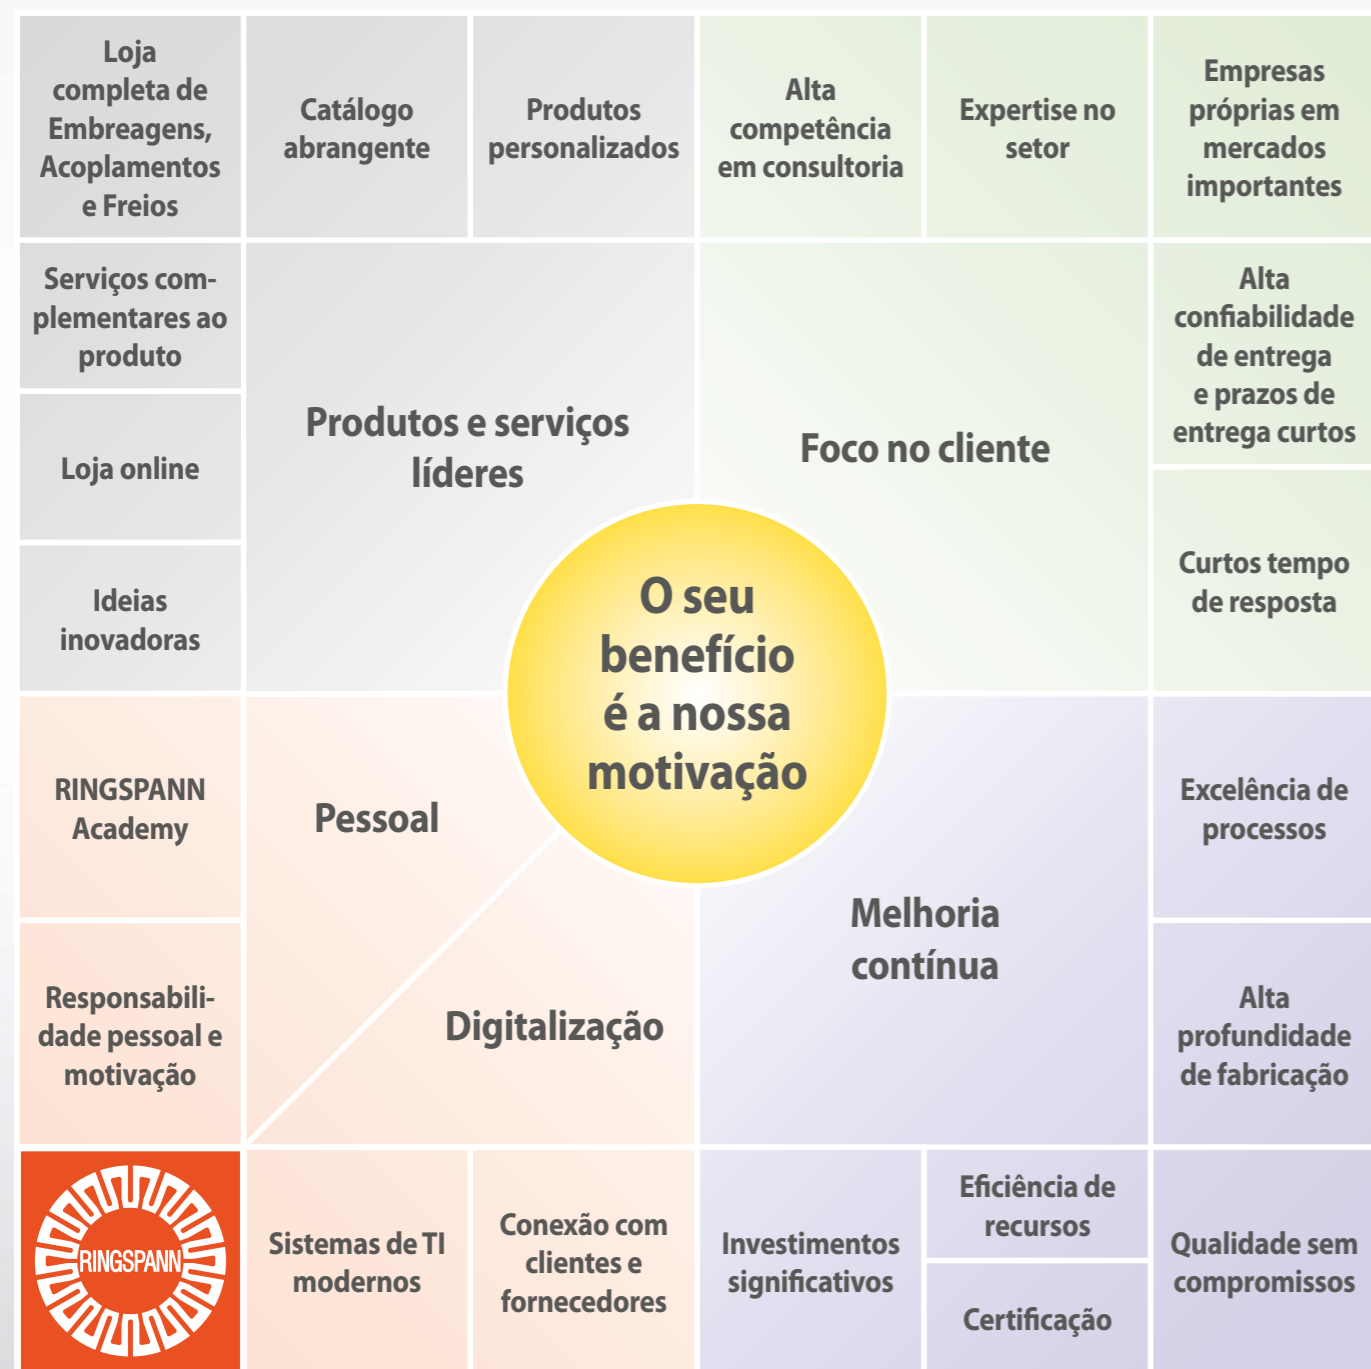 Loja
completa de
Embreagens,
Acoplamentos
e Freios
Catálogo
abrangente
Produtos
personalizados
Alta
competência
em consultoria
Expertise no
setor
Empresas
próprias em
mercados
importantes
Serviços com-
plementares ao
produto
Loja online
Ideias
inovadoras
Produtos e serviços
líderes
Foco no cliente
Alta
confiabilidade
de entrega
e prazos de
entrega curtos
Curtos tempo
de resposta
O seu
benefício
é a nossa
motivação
RINGSPANN
Academy
Responsabili-
dade pessoal e
motivação
Pessoal
Digitalização
Melhoria
contínua
Excelência de
processos
Alta
profundidade
de fabricação
RINGSPANN
Sistemas de TI
modernos
Conexão com
clientes e
fornecedores
Investimentos
significativos
Eficiência de
recursos
Certificação
Qualidade sem
compromissos